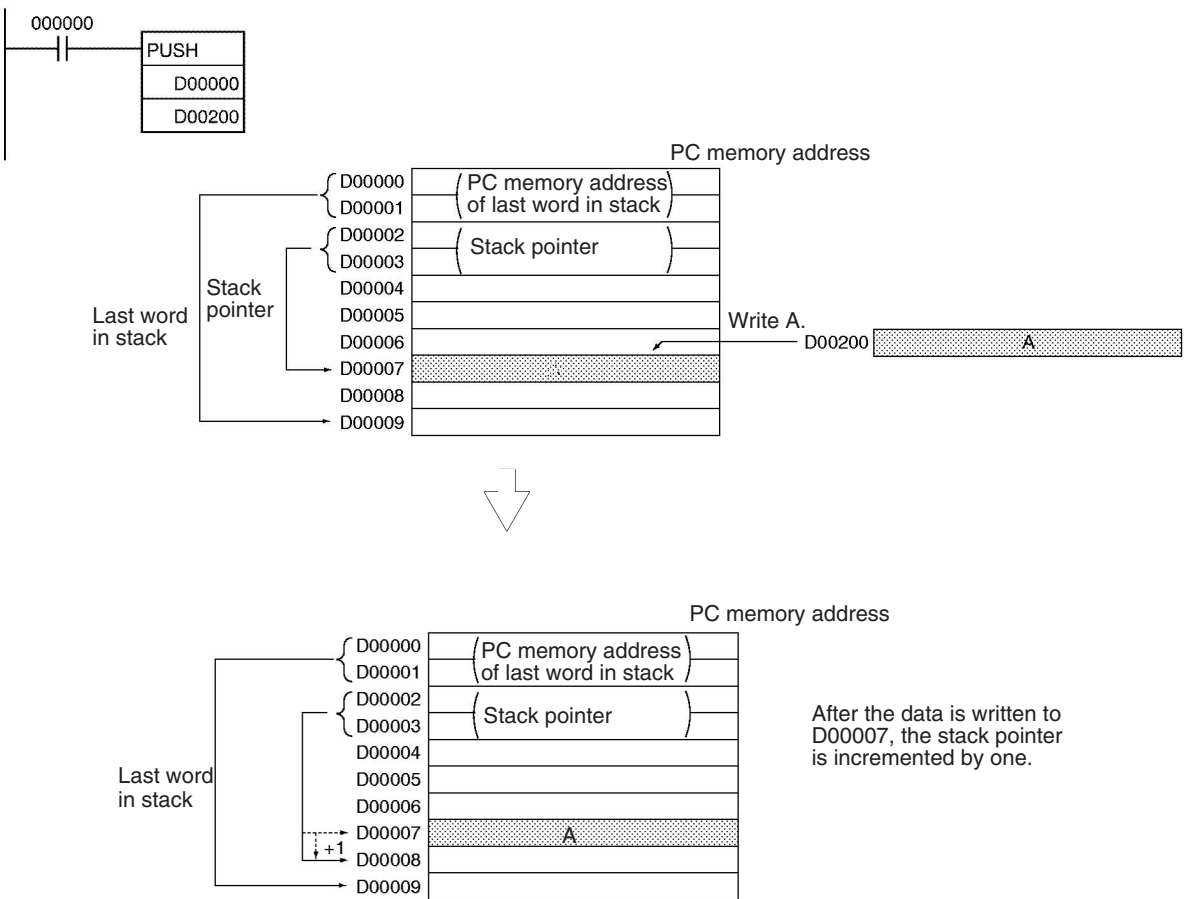 000000
PUSH
D00000
D00200
PC memory address
D00000
D00001
D00002
D00003
D00004
D00005
D00006
D00007
D00008
D00009
PC memory address
of last word in stack
Stack pointer
Stack
pointer
Last word
in stack
Write A.
D00200
A
PC memory address
D00000
D00001
D00002
D00003
D00004
D00005
D00006
D00007
D00008
D00009
PC memory address
of last word in stack
Stack pointer
A
+1
Last word
in stack
After the data is written to
D00007, the stack pointer
is incremented by one.